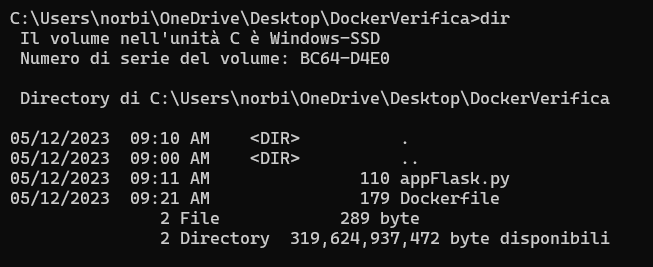 C:\Users\norbi\OneDrive\Desktop\DockerVerifica>dir
 Il volume nell'unità C è Windows-SSD
 Numero di serie del volume: BC64-D4E0

 Directory di C:\Users\norbi\OneDrive\Desktop\DockerVerifica

05/12/2023  09:10 AM    <DIR>          .
05/12/2023  09:00 AM    <DIR>          ..
05/12/2023  09:11 AM               110 appFlask.py
05/12/2023  09:21 AM               179 Dockerfile
               2 File            289 byte
               2 Directory  319,624,937,472 byte disponibili